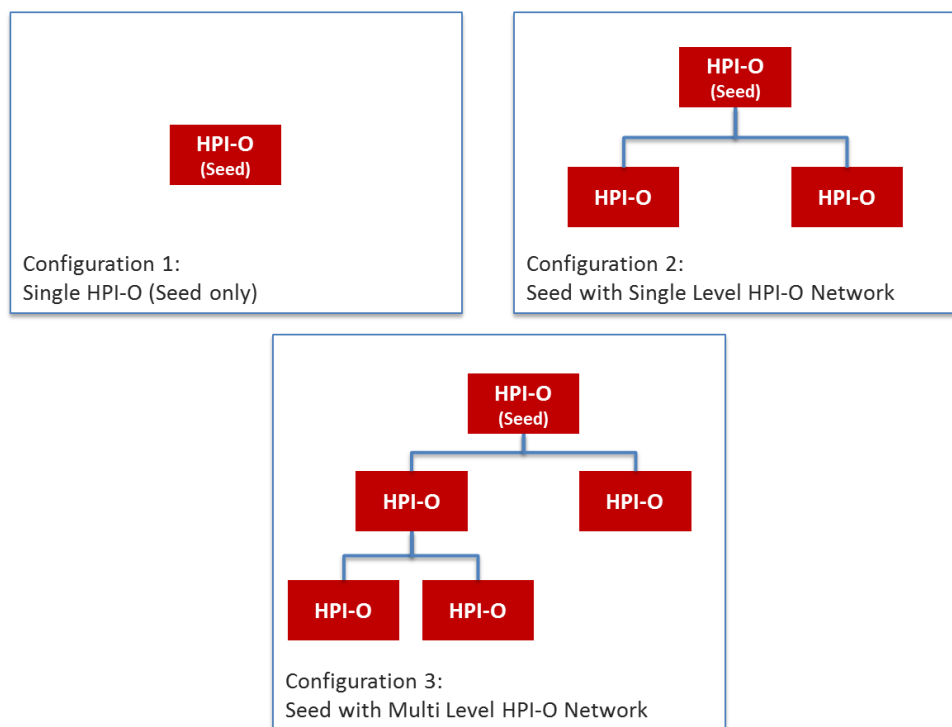 HPI-O
(Seed)
Configuration 1:
Single HPI-O (Seed only)
HPI-O
(Seed)
HPI-O
HPI-O
Configuration 2:
Seed with Single Level HPI-O Network
HPI-O
(Seed)
HPI-O
HPI-O
HPI-O
HPI-O
Configuration 3:
Seed with Multi Level HPI-O Network